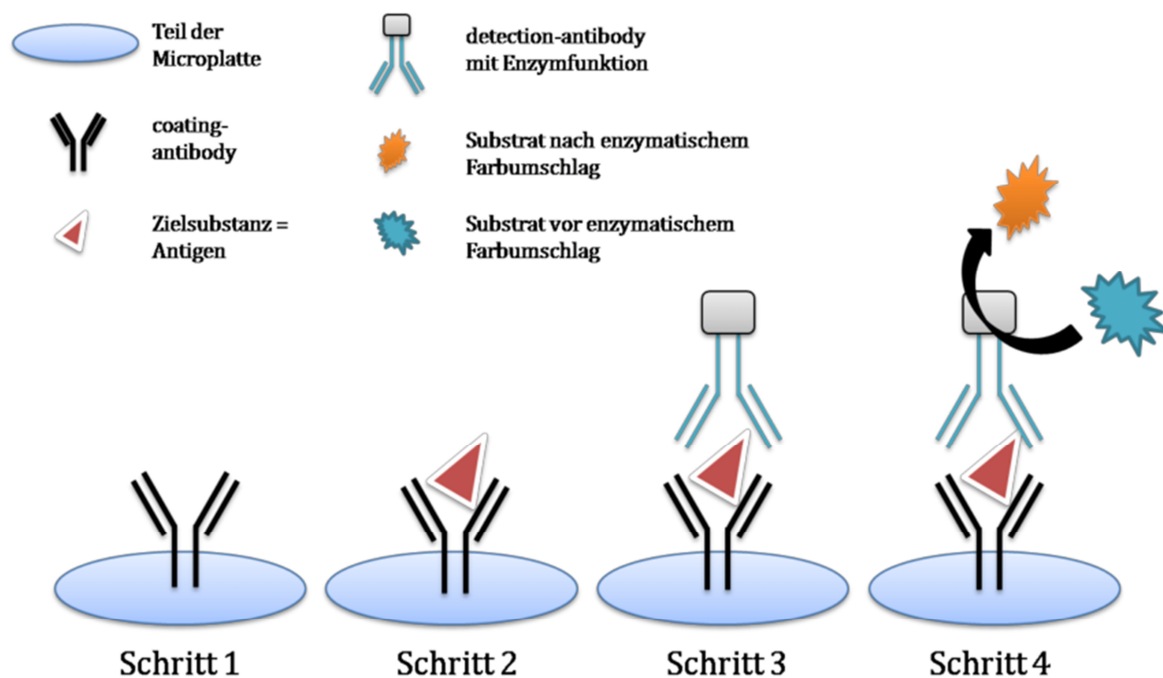 Teil der
Microplatte
detection-antibody
mit Enzymfunktion
coating-
antibody
Substrat nach enzymatischem
Farbumschlag
Zielsubstanz =
Antigen
Substrat vor enzymatischem
Farbumschlag
Schritt 1
Schritt 2
Schritt 3
Schritt 4